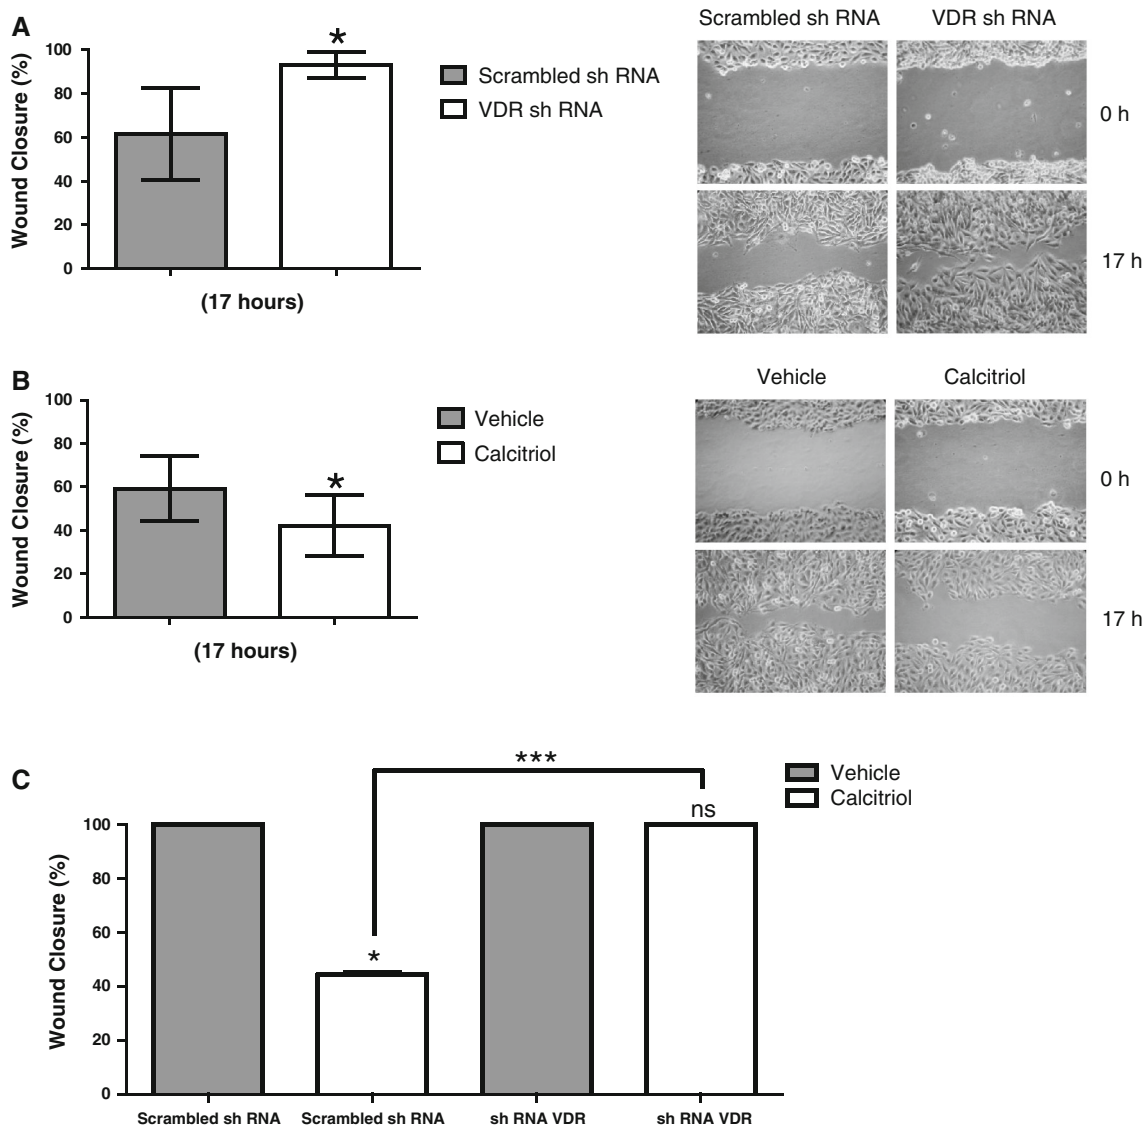 A
Wound Closure (%)
100
80
60
40
20
0
*
(17 hours)
Scrambled sh RNA
VDR sh RNA
Scrambled sh RNA VDR sh RNA
0 h
17 h
B
Wound Closure (%)
100
80
60
40
20
0
*
(17 hours)
Vehicle
Calcitriol
Vehicle Calcitriol
0 h
17 h
C
Wound Closure (%)
100
80
60
40
20
0
***
ns
*
Vehicle
Calcitriol
Scrambled sh RNA Scrambled sh RNA sh RNA VDR sh RNA VDR